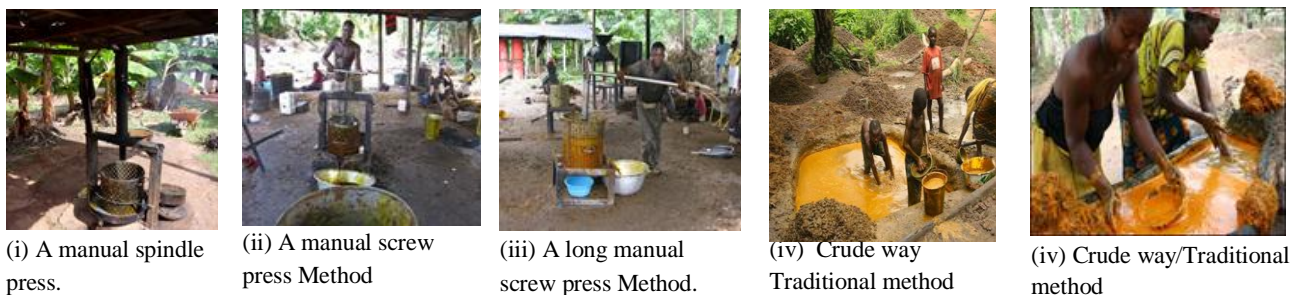 (i) A manual spindle
press.
(ii) A manual screw
press Method
(iii) A long manual
screw press Method.
(iv) Crude way
Traditional method
(iv) Crude way/Traditional
method